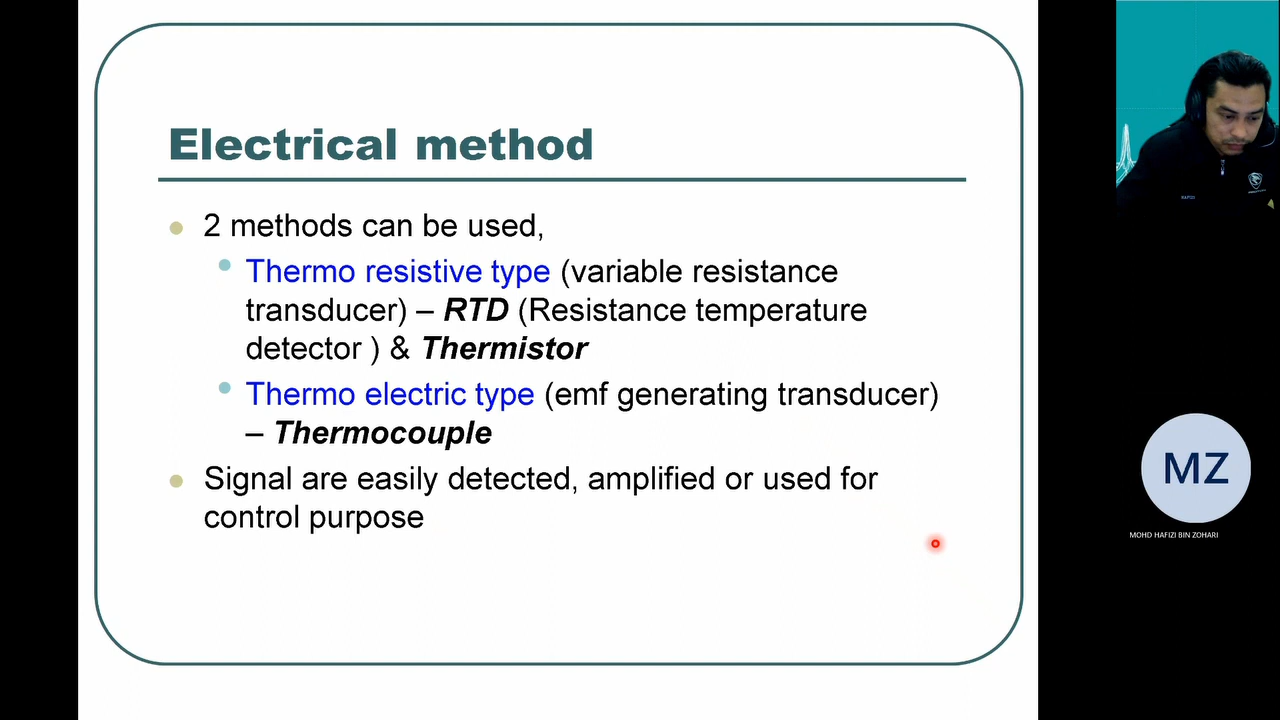 Electrical method
2 methods can be used,
Thermo resistive type (variable resistance
transducer) – RTD (Resistance temperature
detector ) & Thermistor
Thermo electric type (emf generating transducer)
– Thermocouple
Signal are easily detected, amplified or used for
control purpose
MZ
MOHD HAFIZI BIN ZOHARI